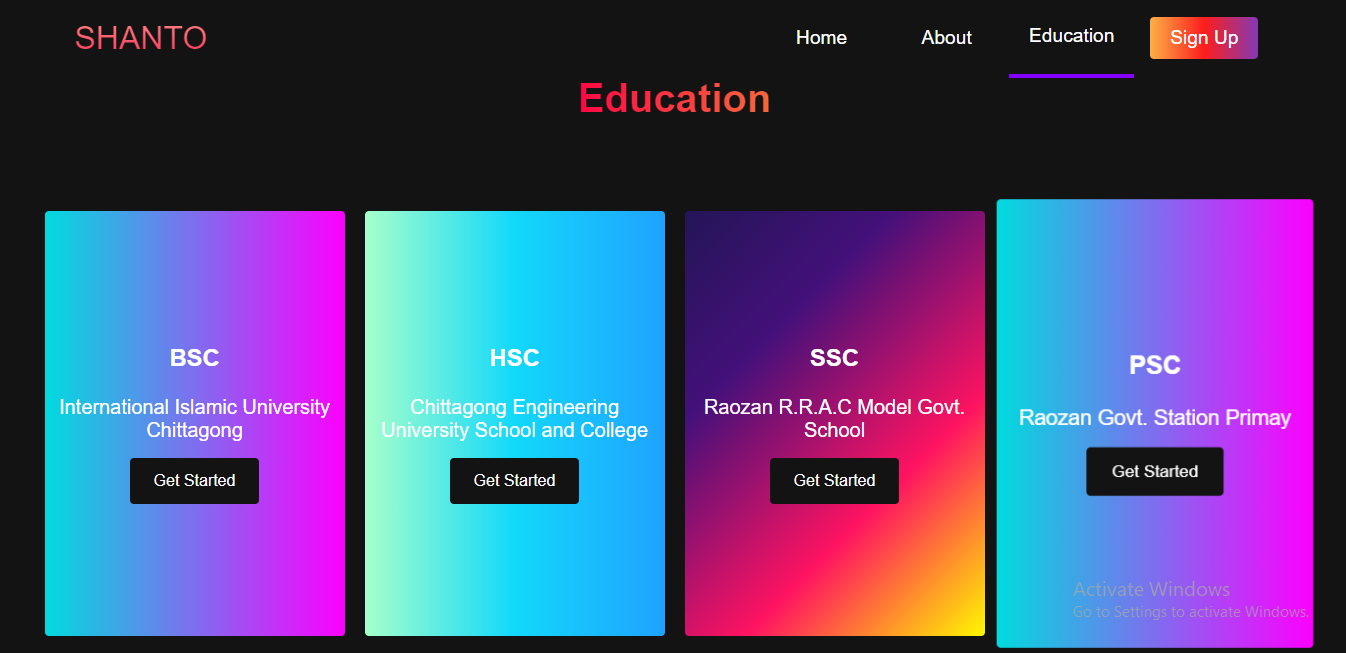 SHANTO
Home
About
Education
Sign Up
Education
BSC
International Islamic University
Chittagong
Get Started
HSC
Chittagong Engineering
University School and College
Get Started
SSC
Raozan R.R.A.C Model Govt.
School
Get Started
PSC
Raozan Govt. Station Primay
Get Started
Activate Windows
Go to Settings to activate Windows.